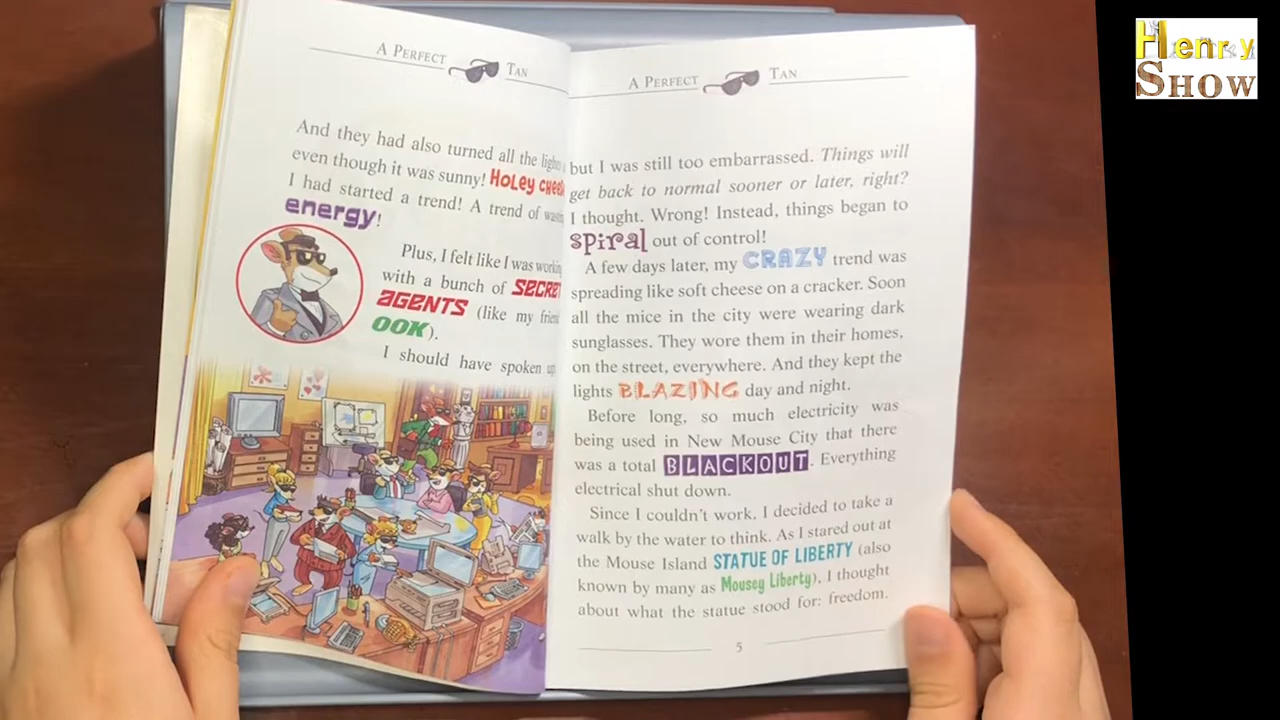 A PERFECT TAN
And they had also turned all the lights
even though it was sunny! HOLEY
I had started a trend! A trend of
energy!
Plus, I felt like I was
with a bunch of
AGENTS (like my
OOK).
I should have spoken
A PERFECT TAN
but I was still too embarrassed. Things will
get back to normal sooner or later, right?
I thought. Wrong! Instead, things began to
spiral out of control!
A few days later, my CRAZY trend was
spreading like soft cheese on a cracker. Soon
all the mice in the city were wearing dark
sunglasses. They wore them in their homes,
on the street, everywhere. And they kept the
lights BLAZING day and night.
Before long, so much electricity was
being used in New Mouse City that there
was a total BLACKOUT. Everything
electrical shut down.
Since I couldn't work, I decided to take a
walk by the water to think. As I stared out at
the Mouse Island STATUE OF LIBERTY (also
known by many as Mousey Liberty), I thought
about what the statue stood for: freedom.
5
Henry
SHOW